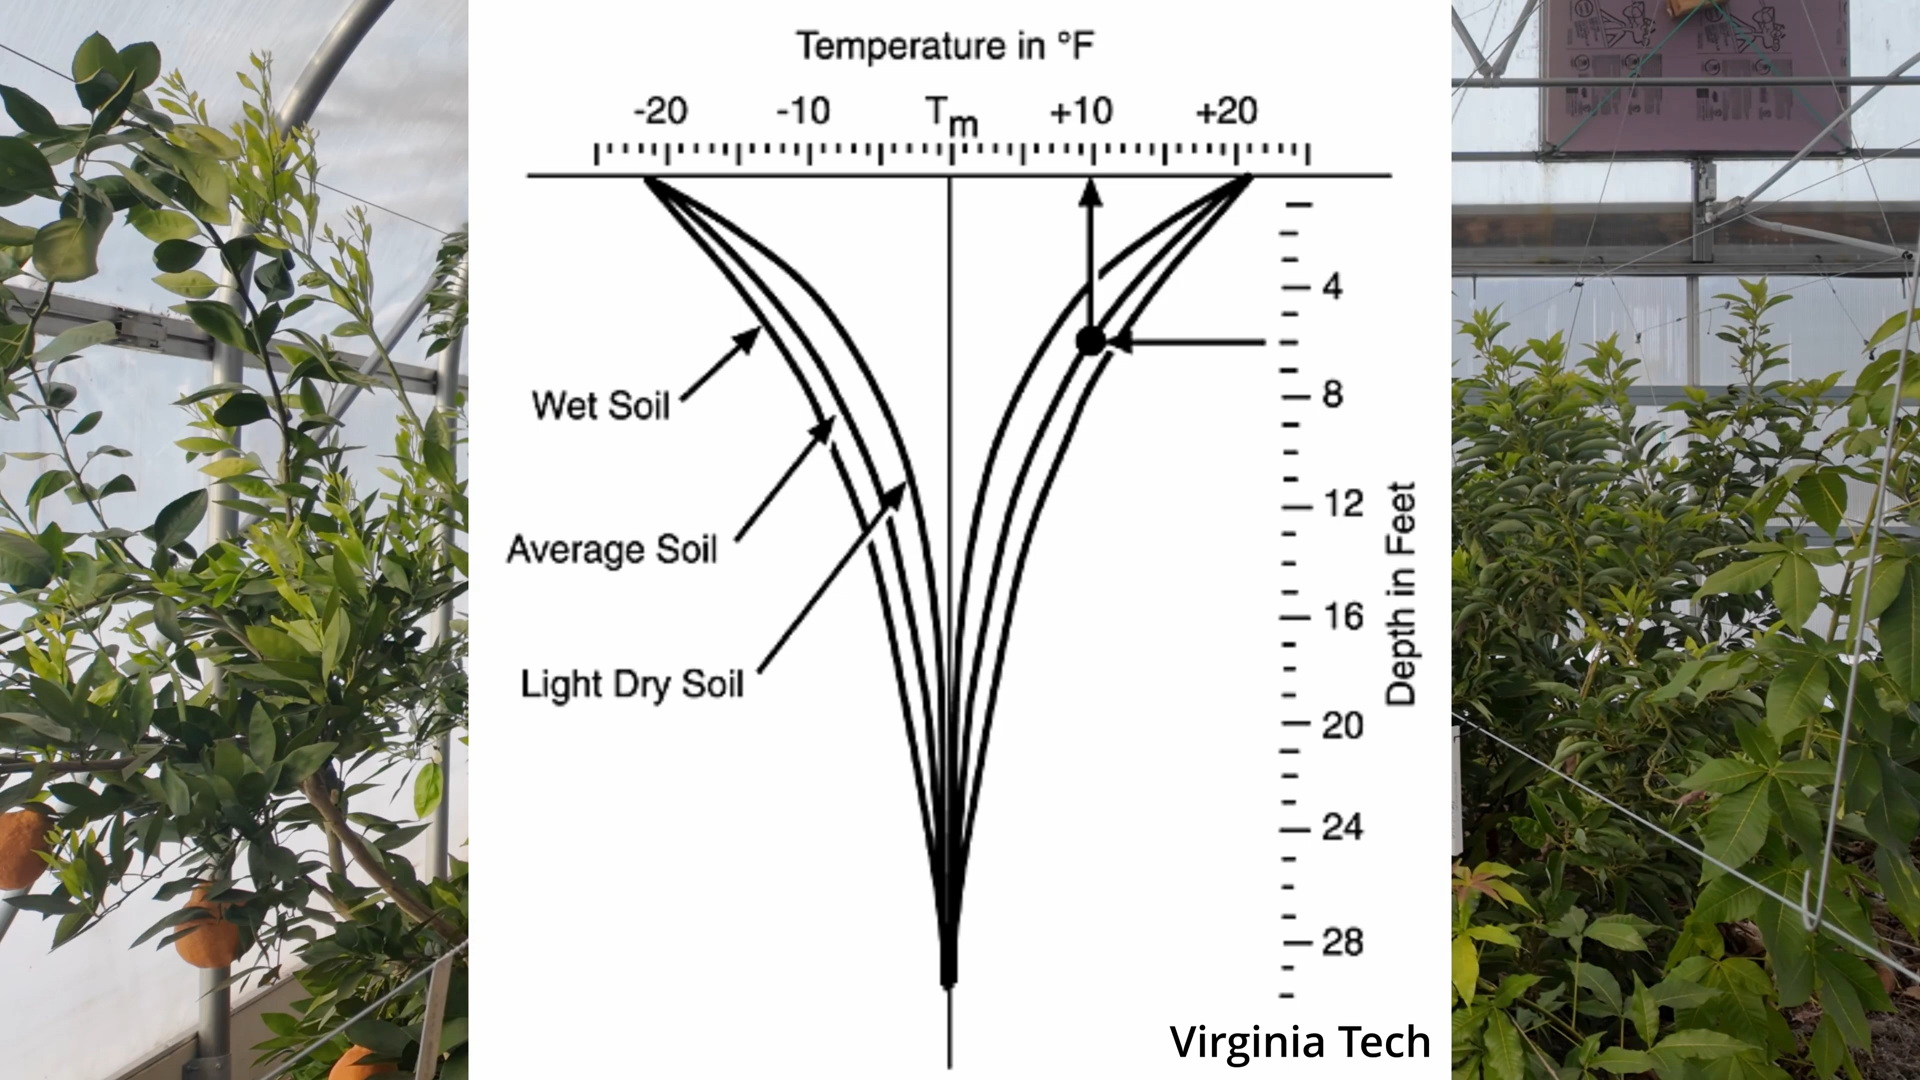 Temperature in °F
-20 -10 Tm +10 +20
4
8
12
16
20
24
28
Depth in Feet
Wet Soil
Average Soil
Light Dry Soil
Virginia Tech